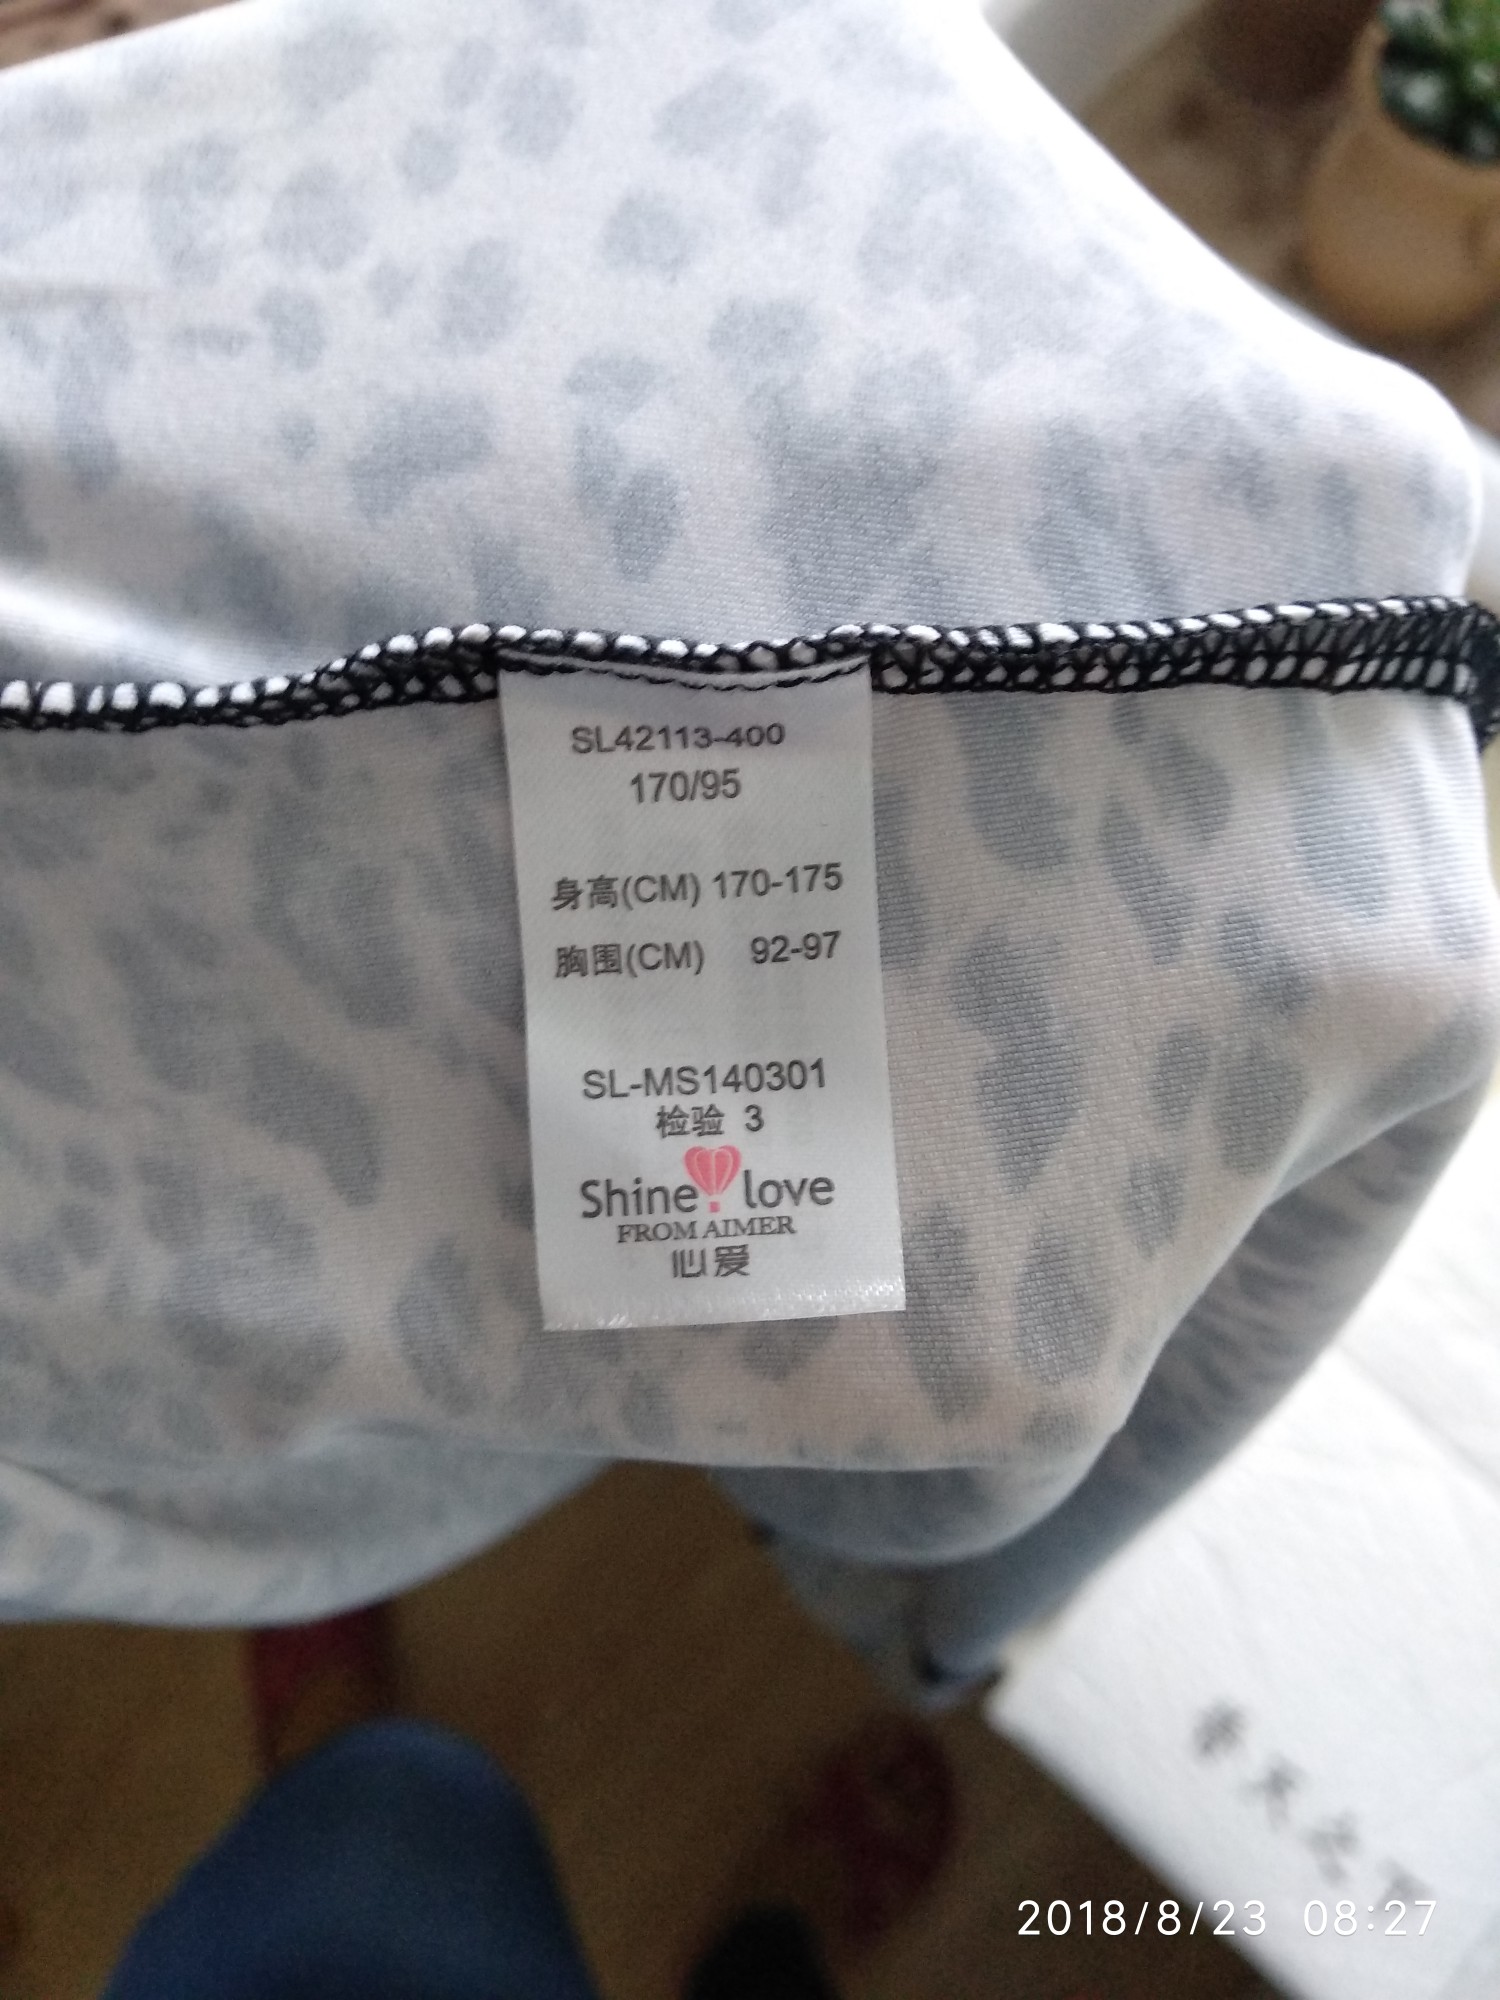 SL42113-400
170/95
身高(CM) 170-175
胸围(CM) 92-97
SL-MS140301
检验 3
Shine love
FROM AIMER
心爱
2018/8/23 08:27